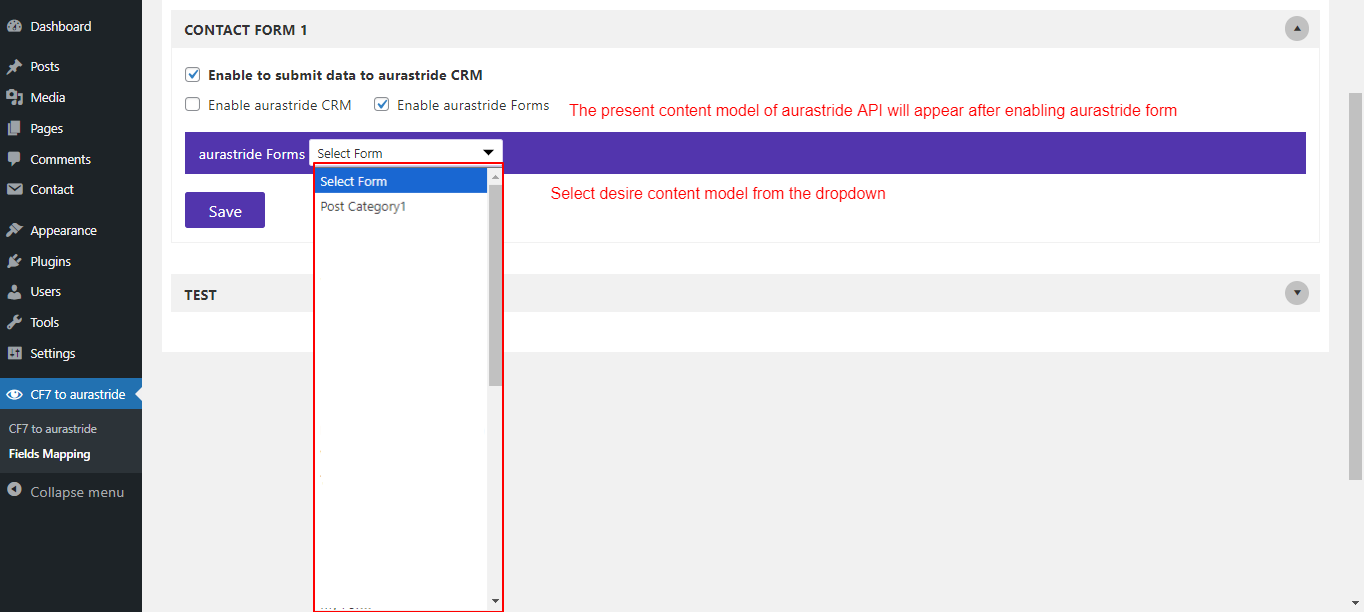 Dashboard
Posts
Media
Pages
Comments
Contact
Appearance
Plugins
Users
Tools
Settings
CF7 to aurastride
CF7 to aurastride
Fields Mapping
Collapse menu
CONTACT FORM 1
Enable to submit data to aurastride CRM
Enable aurastride CRM
Enable aurastride Forms
The present content model of aurastride API will appear after enabling aurastride form
aurastride Forms
Select Form
Select Form
Post Category1
Select desire content model from the dropdown
Save
TEST